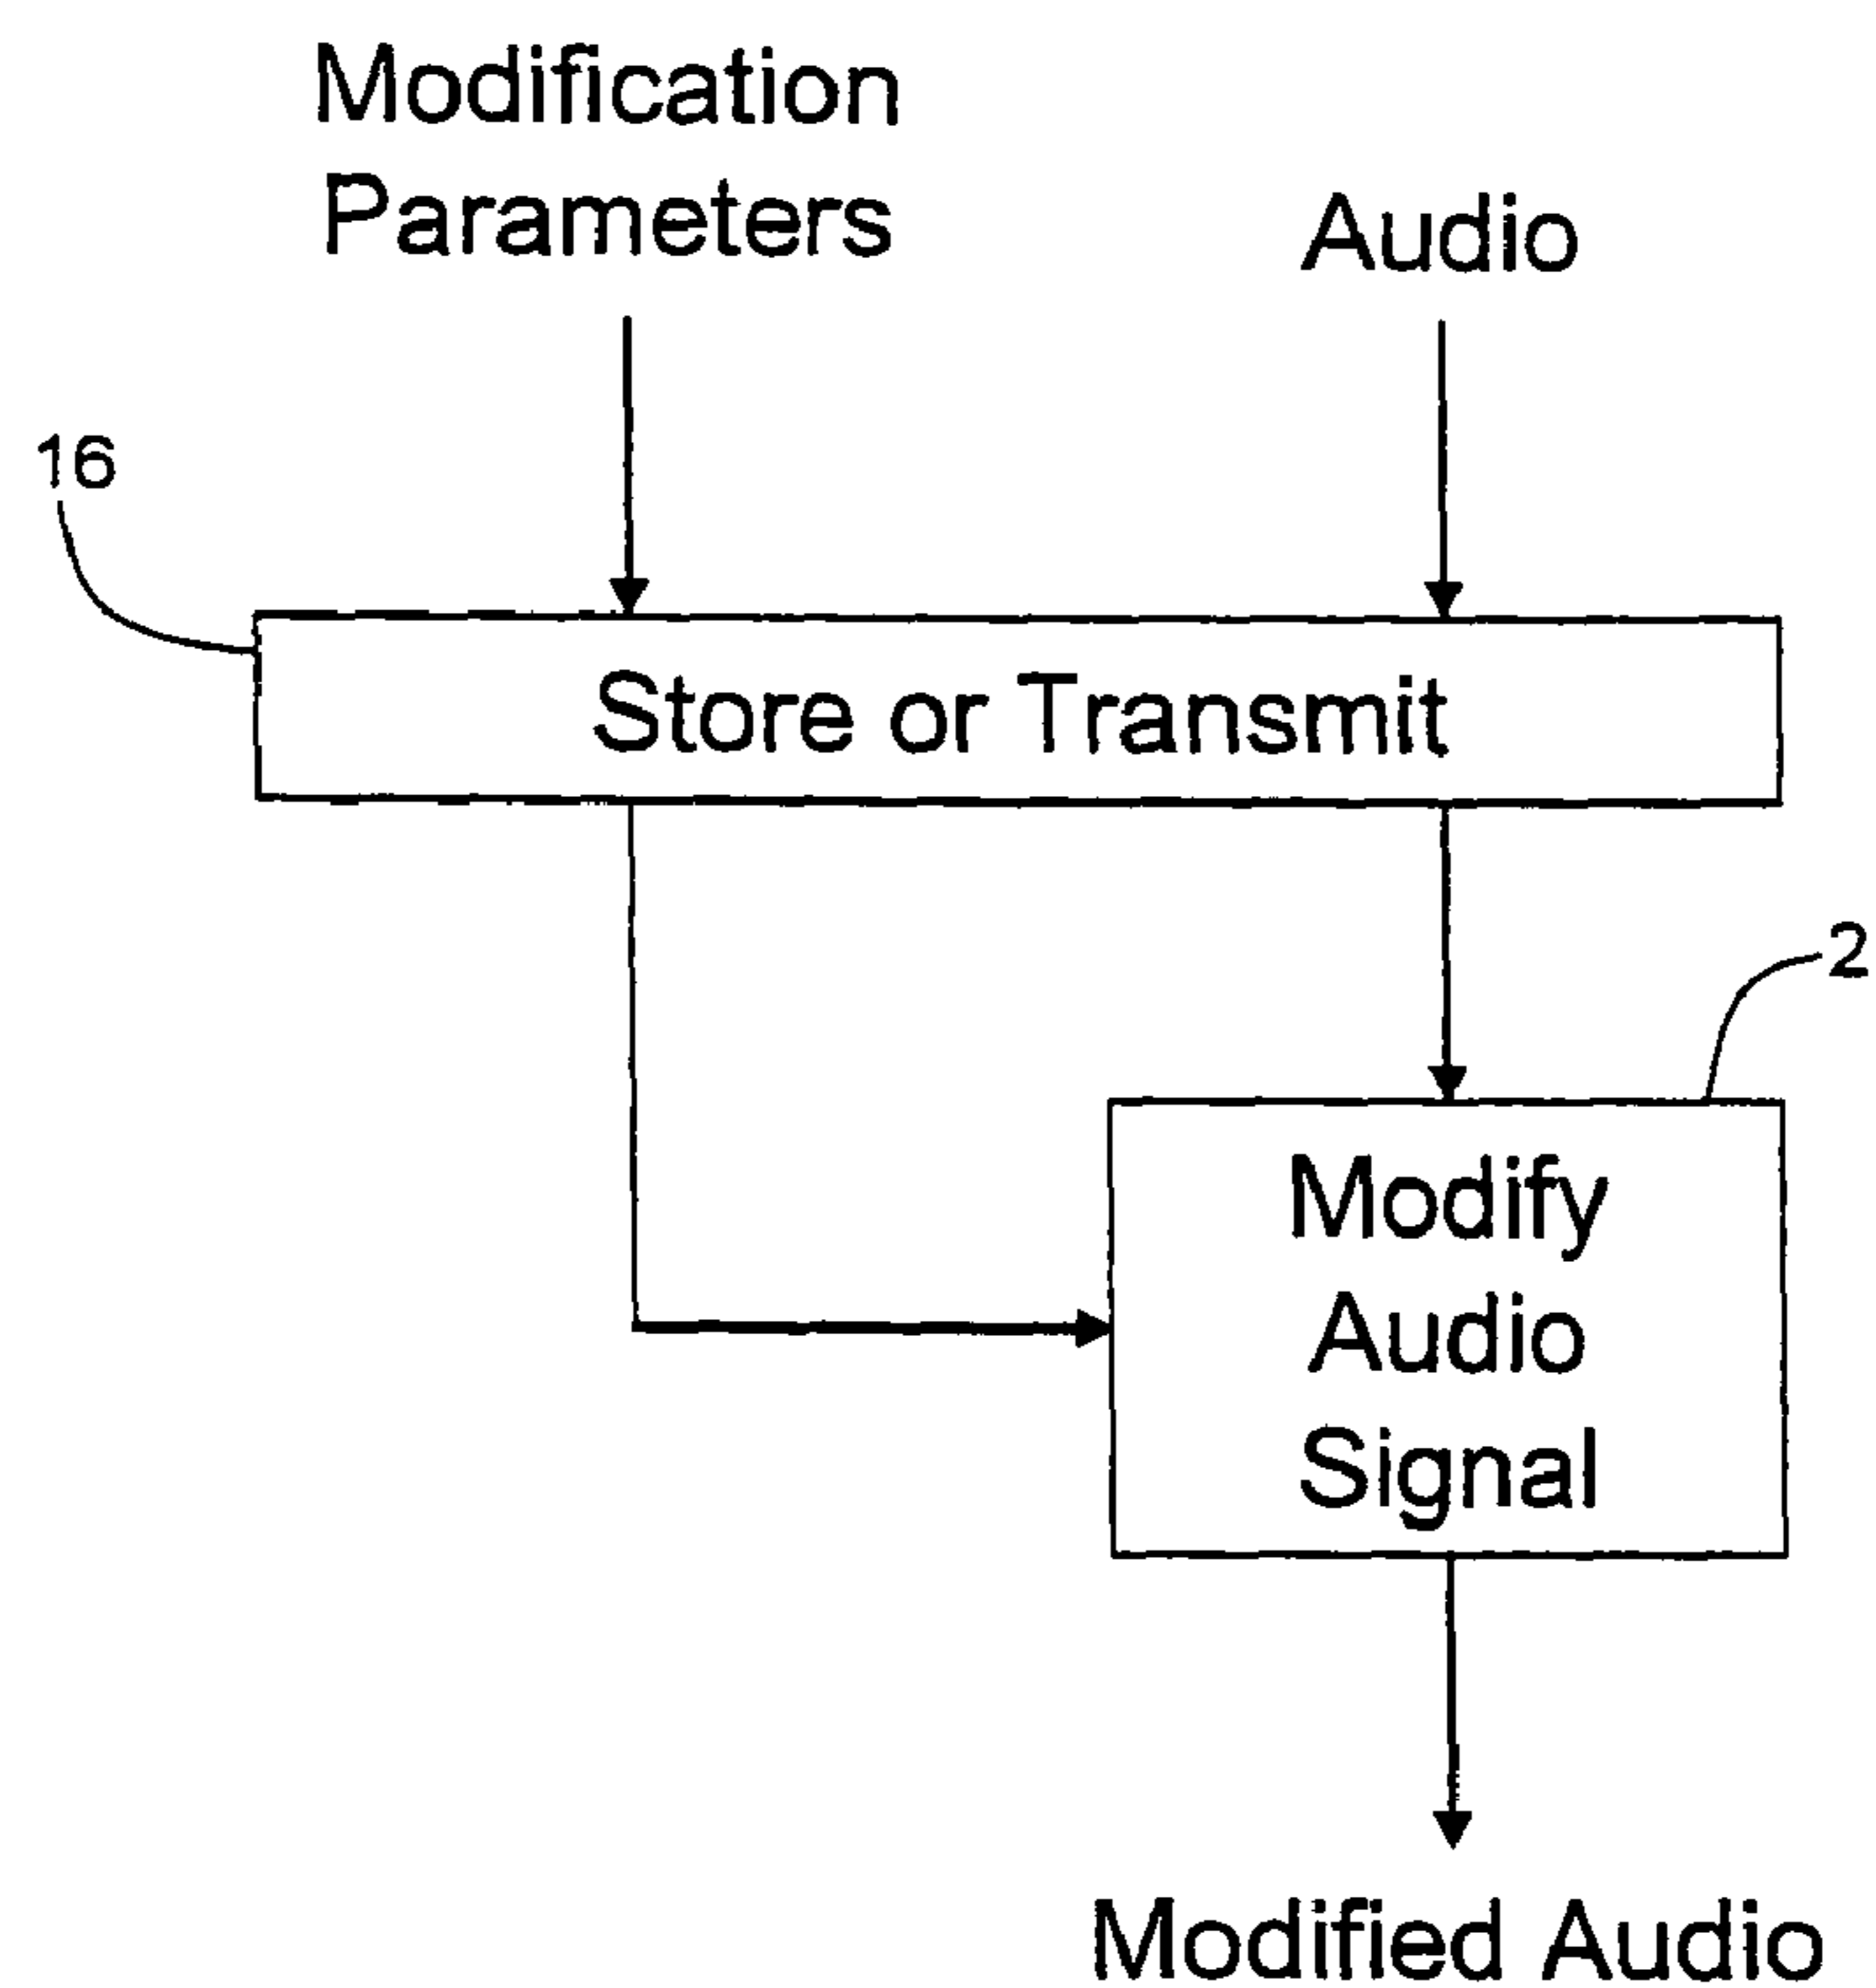 Modification
Parameters
Audio
16
Store or Transmit
2
Modify
Audio
Signal
Modified Audio